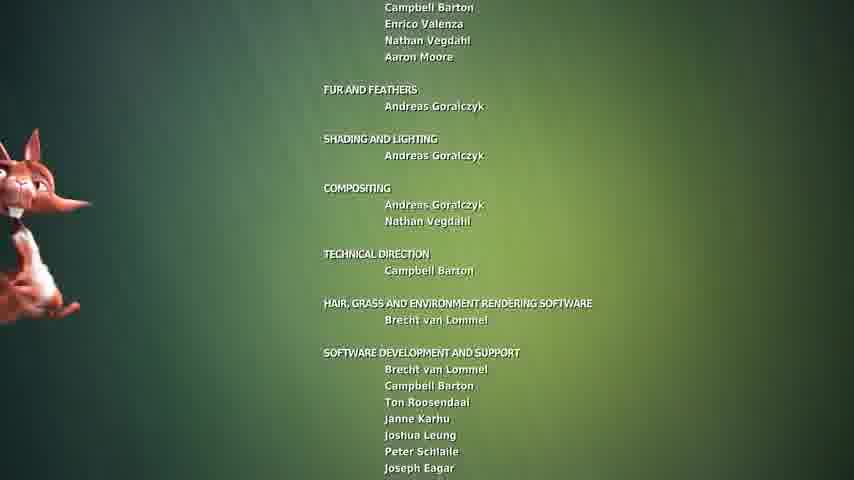 Campbell Barton
Enrico Valenza
Nathan Vegdahl
Aaron Moore
FUR AND FEATHERS
Andreas Goralczyk
SHADING AND LIGHTING
Andreas Goralczyk
COMPOSITING
Andreas Goralczyk
Nathan Vegdahl
TECHNICAL DIRECTION
Campbell Barton
HAIR, GRASS AND ENVIRONMENT RENDERING SOFTWARE
Brecht van Lommel
SOFTWARE DEVELOPMENT AND SUPPORT
Brecht van Lommel
Campbell Barton
Ton Roosendaal
Janne Karhu
Joshua Leung
Peter Schlaile
Joseph Eagar